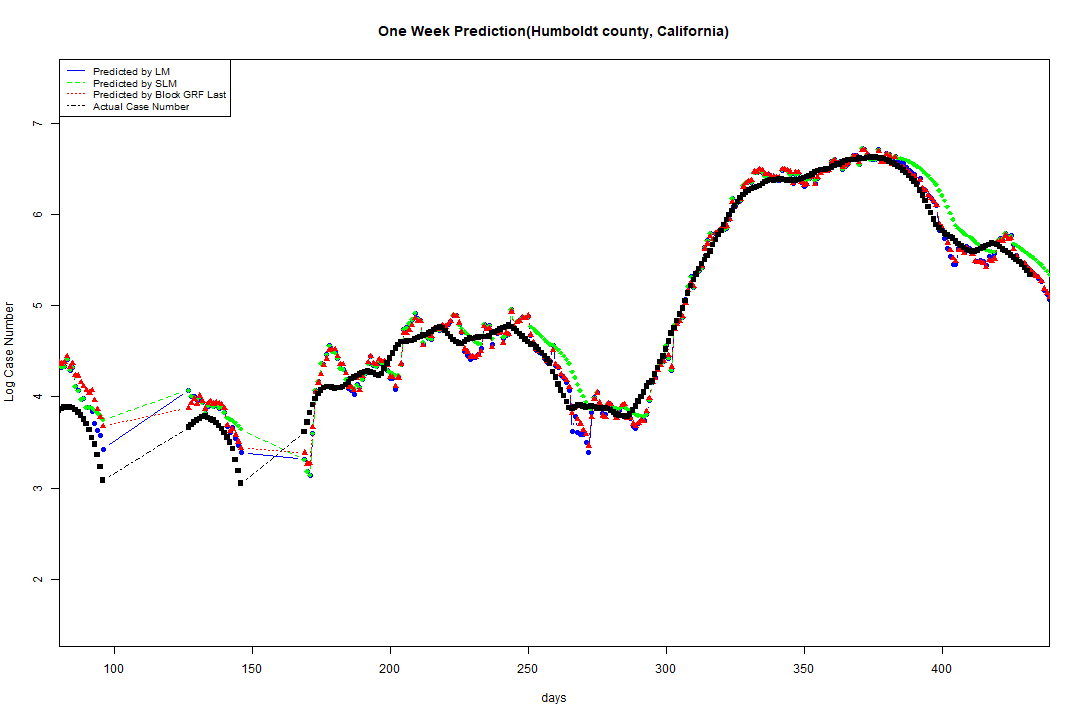 One Week Prediction(Humboldt county, California)
Predicted by LM
Predicted by SLM
Predicted by Block GRF Last
Actual Case Number
Log Case Number
7
6
5
4
3
2
100 150 200 250 300 350 400
days